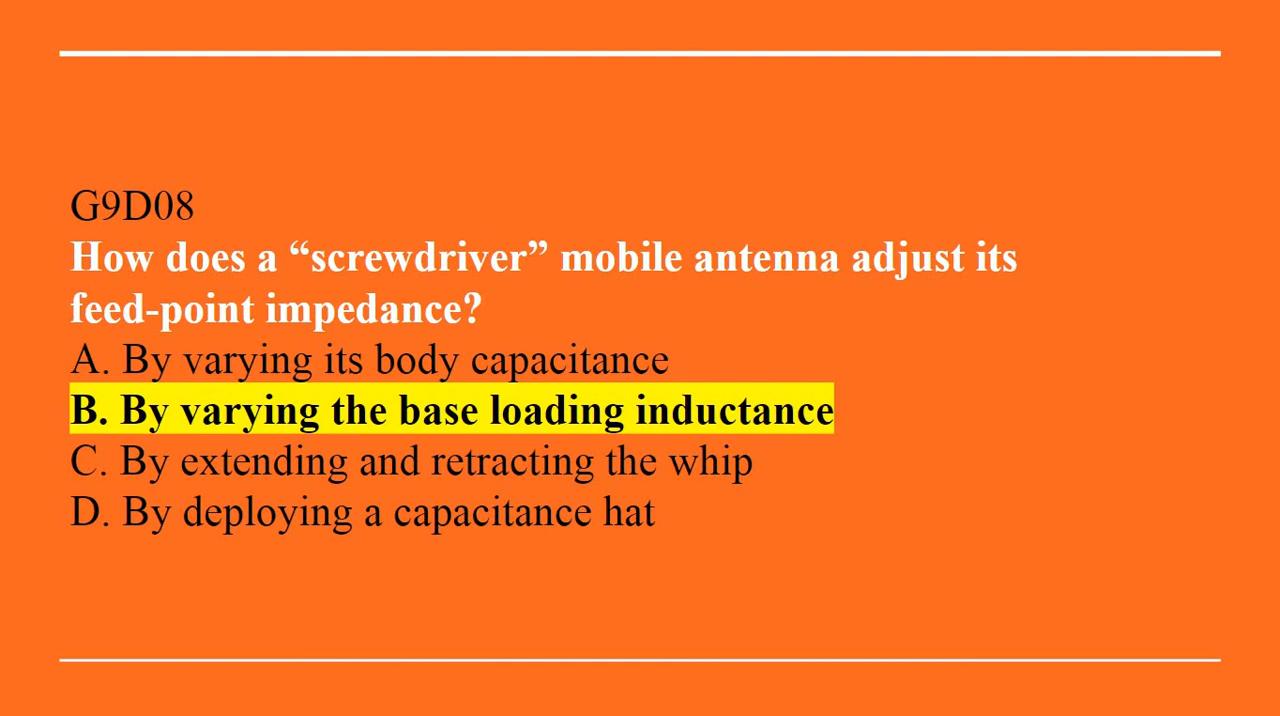 G9D08
How does a “screwdriver” mobile antenna adjust its
feed-point impedance?
A. By varying its body capacitance
B. By varying the base loading inductance
C. By extending and retracting the whip
D. By deploying a capacitance hat